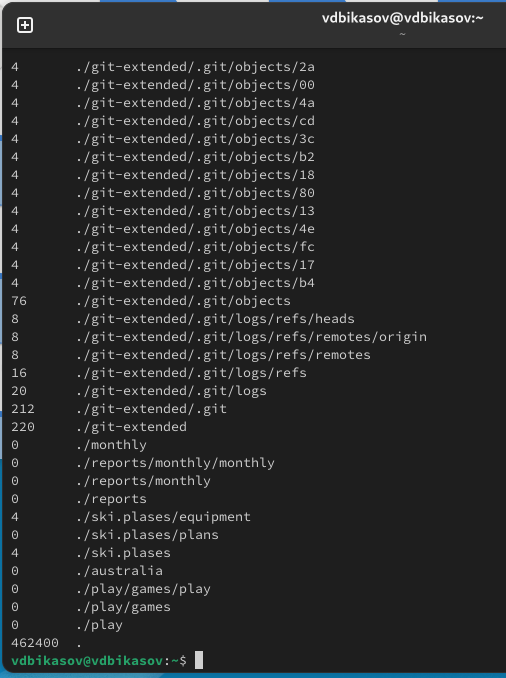 vdbikasov@vdbikasov:~
~
4 ./git-extended/.git/objects/2a
4 ./git-extended/.git/objects/00
4 ./git-extended/.git/objects/4a
4 ./git-extended/.git/objects/cd
4 ./git-extended/.git/objects/3c
4 ./git-extended/.git/objects/b2
4 ./git-extended/.git/objects/18
4 ./git-extended/.git/objects/80
4 ./git-extended/.git/objects/13
4 ./git-extended/.git/objects/4e
4 ./git-extended/.git/objects/fc
4 ./git-extended/.git/objects/17
4 ./git-extended/.git/objects/b4
76 ./git-extended/.git/objects
8 ./git-extended/.git/logs/refs/heads
8 ./git-extended/.git/logs/refs/remotes/origin
8 ./git-extended/.git/logs/refs/remotes
16 ./git-extended/.git/logs/refs
20 ./git-extended/.git/logs
212 ./git-extended/.git
220 ./git-extended
0 ./monthly
0 ./reports/monthly/monthly
0 ./reports/monthly
0 ./reports
4 ./ski.plases/equipment
0 ./ski.plases/plans
4 ./ski.plases
0 ./australia
0 ./play/games/play
0 ./play/games
0 ./play
462400 .
vdbikasov@vdbikasov:~$